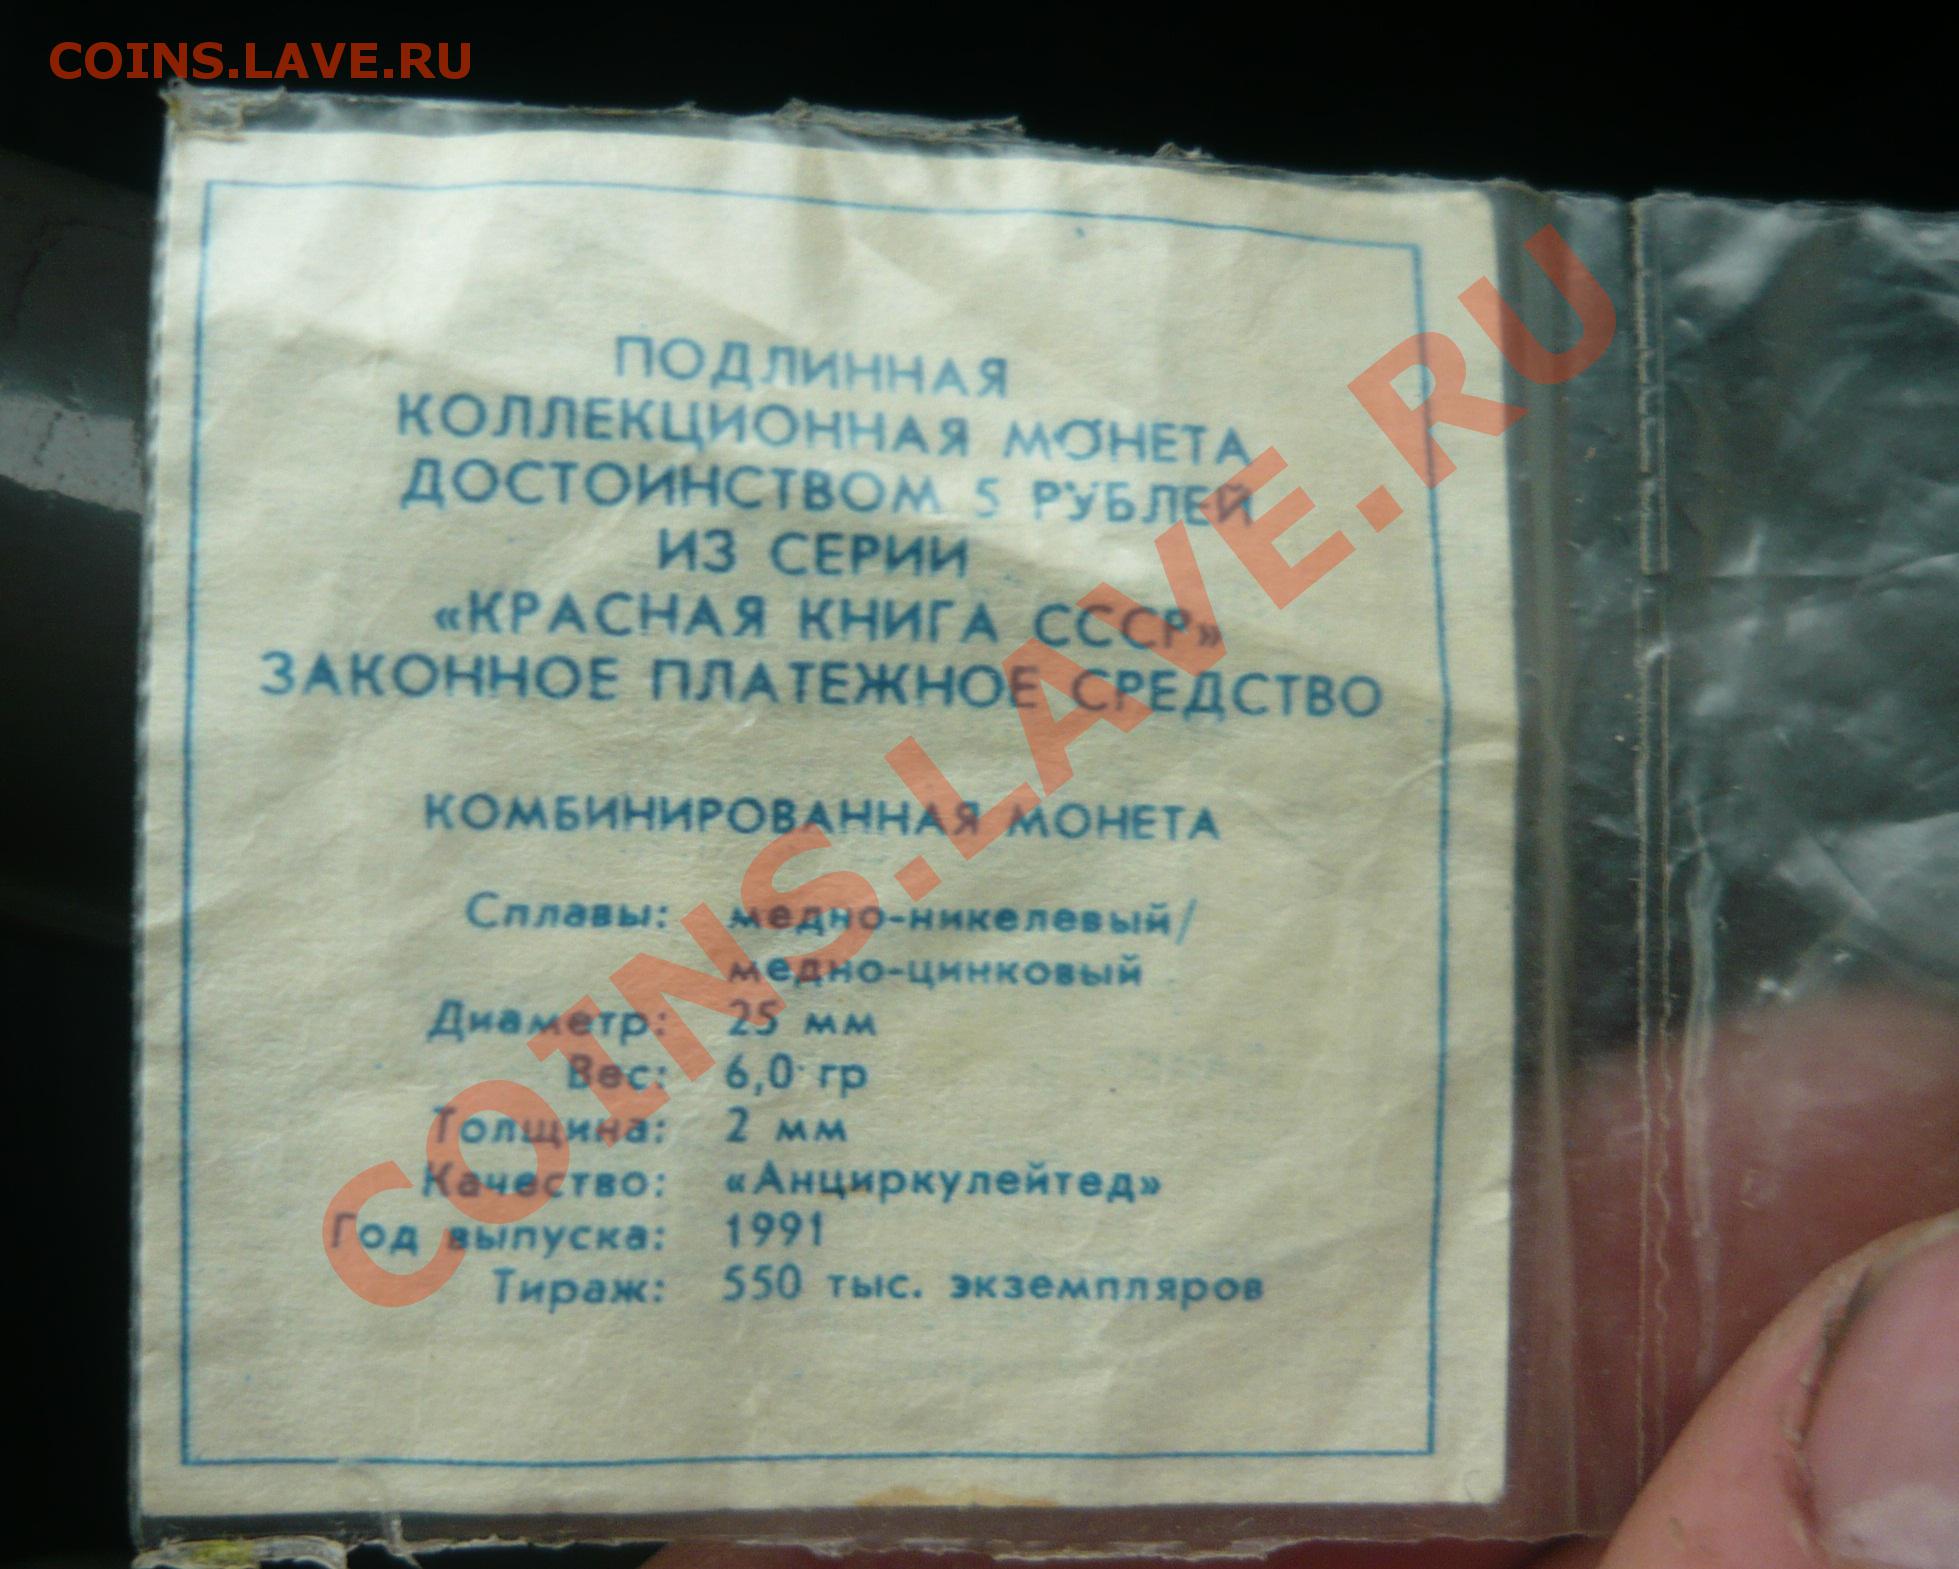 COINS.LAVE.RU
ПОДЛИННАЯ
КОЛЛЕКЦИОННАЯ МОНЕТА
ДОСТОИНСТВОМ 5 РУБЛЕЙ
ИЗ СЕРИИ
«КРАСНАЯ КНИГА СССР»
ЗАКОННОЕ ПЛАТЕЖНОЕ СРЕДСТВО
КОМБИНИРОВАННАЯ МОНЕТА
Сплавы: медно-никелевый/
медно-цинковый
Диаметр: 25 мм
Вес: 6,0 гр
Толщина: 2 мм
Качество: «Анциркулейтед»
Год выпуска: 1991
Тираж: 550 тыс. экземпляров
COINS.LAVE.RU